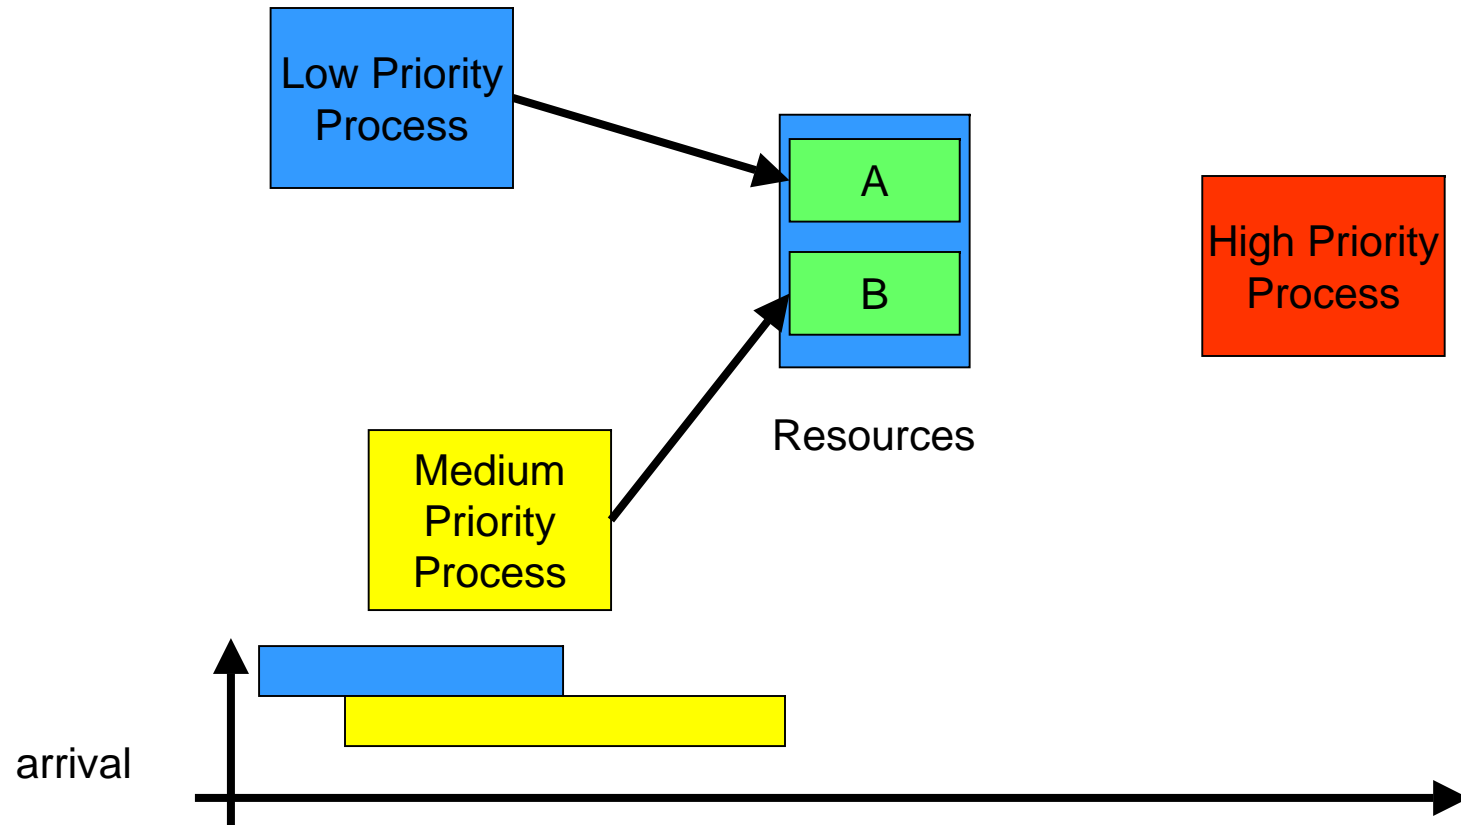 Low Priority
Process
A
B
High Priority
Process
Resources
Medium
Priority
Process
arrival